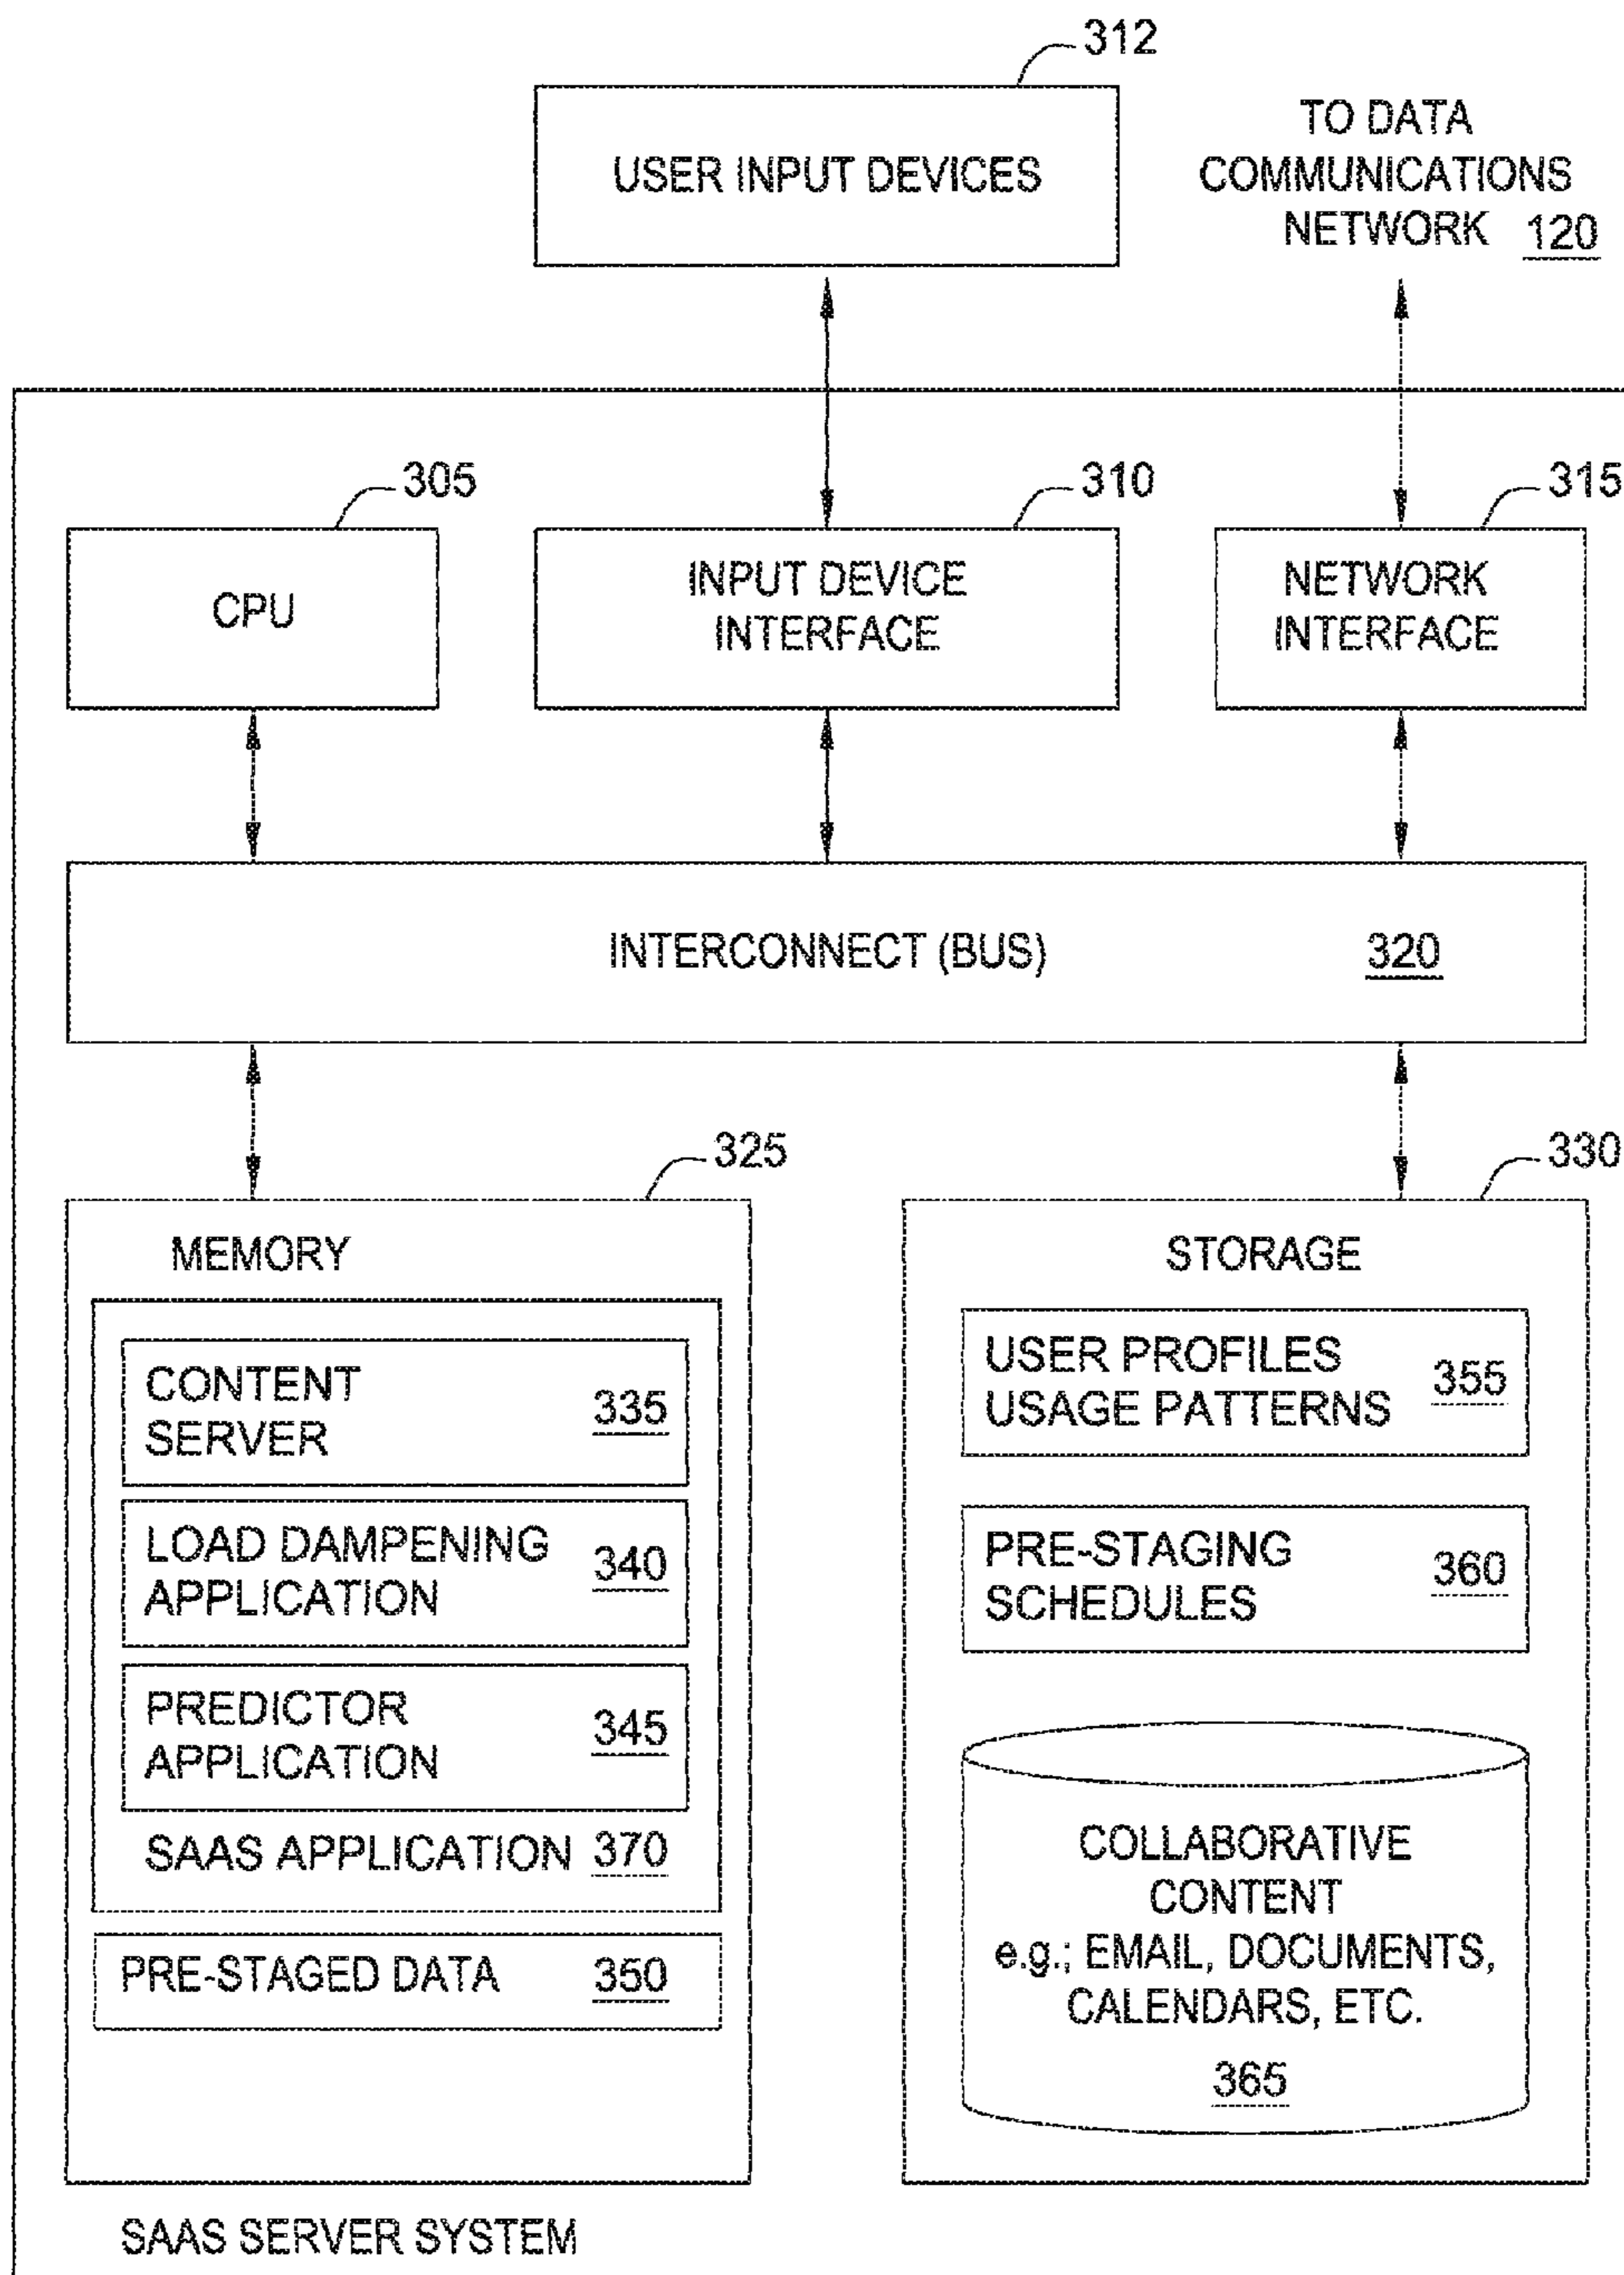 312
USER INPUT DEVICES
TO DATA
COMMUNICATIONS
NETWORK 120
305
310
315
CPU
INPUT DEVICE
INTERFACE
NETWORK
INTERFACE
INTERCONNECT (BUS) 320
325
330
MEMORY
CONTENT
SERVER 335
LOAD DAMPENING
APPLICATION 340
PREDICTOR
APPLICATION 345
SAAS APPLICATION 370
PRE-STAGED DATA 350
STORAGE
USER PROFILES
USAGE PATTERNS 355
PRE-STAGING
SCHEDULES 360
COLLABORATIVE
CONTENT
e.g.; EMAIL, DOCUMENTS,
CALENDARS, ETC.
365
SAAS SERVER SYSTEM